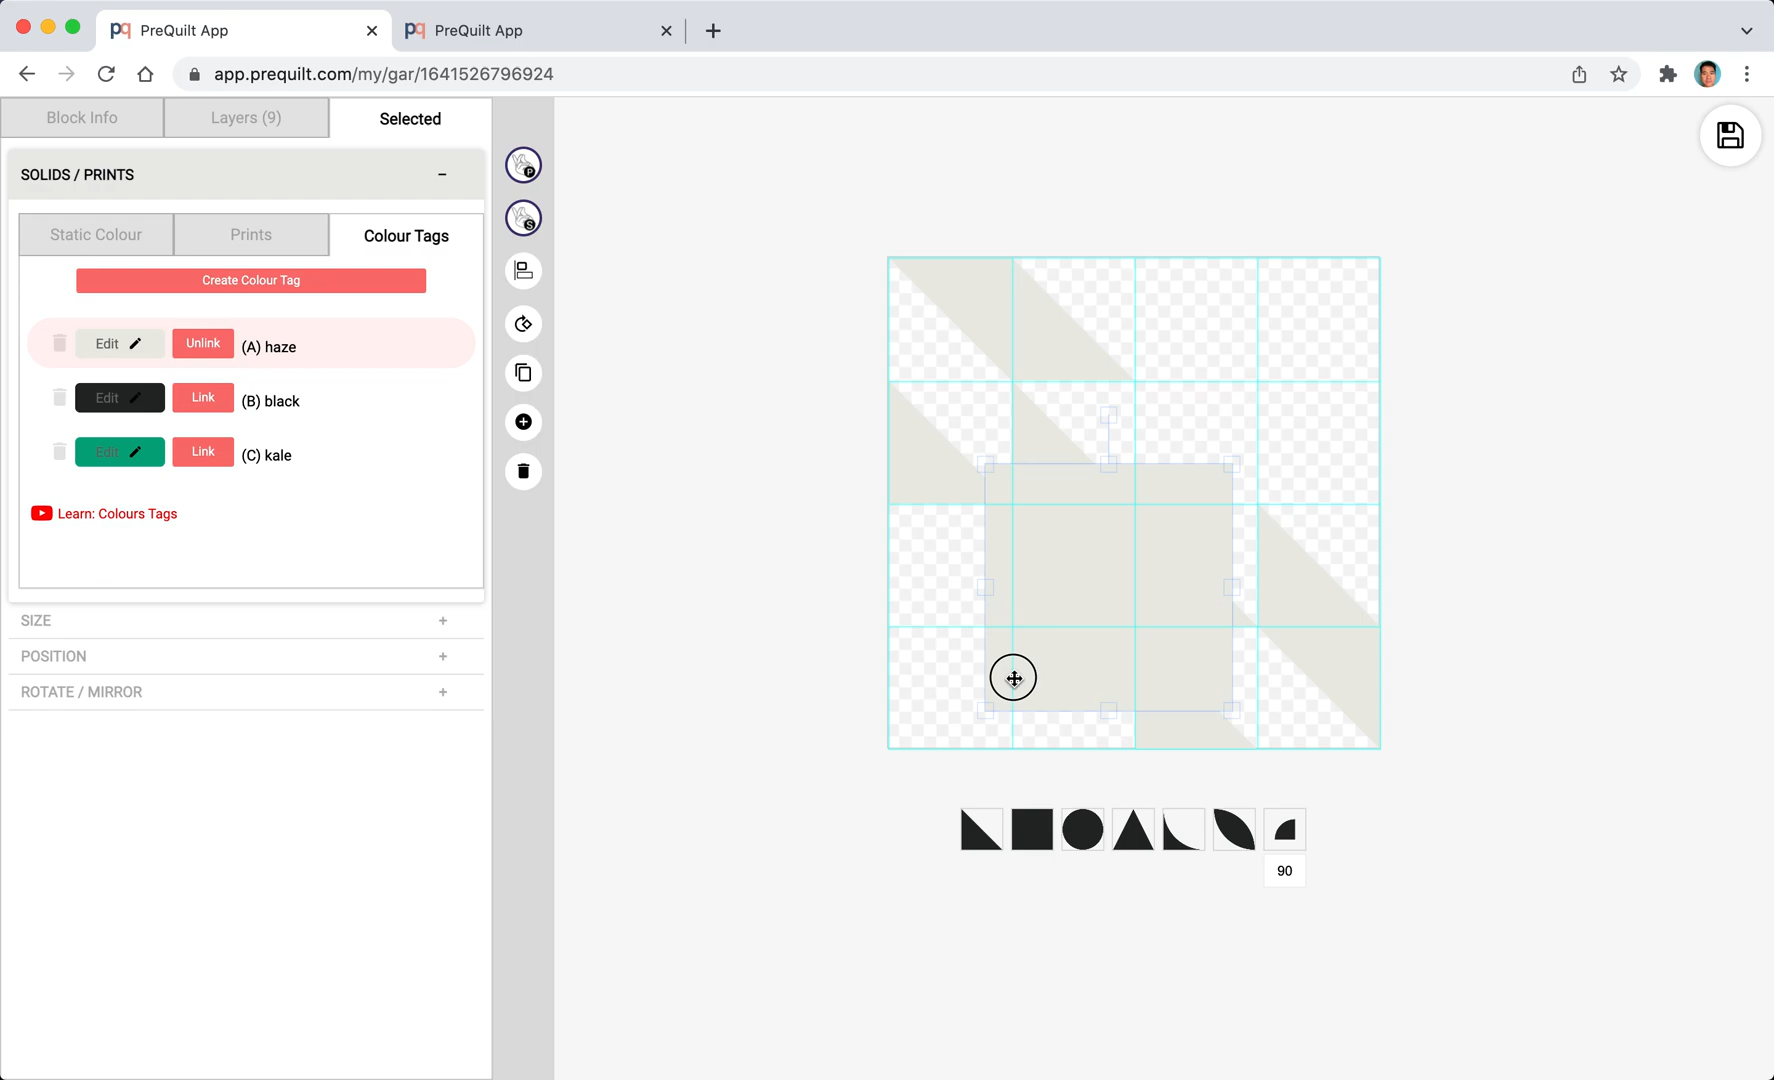 pq PreQuilt App
pq PreQuilt App
app.prequilt.com/my/gar/1641526796924
Block Info
Layers (9)
Selected
SOLIDS / PRINTS
Static Colour
Prints
Colour Tags
Create Colour Tag
Edit Unlink (A) haze
Edit Link (B) black
Edit Link (C) kale
Learn: Colours Tags
SIZE
POSITION
ROTATE / MIRROR
P
S
90